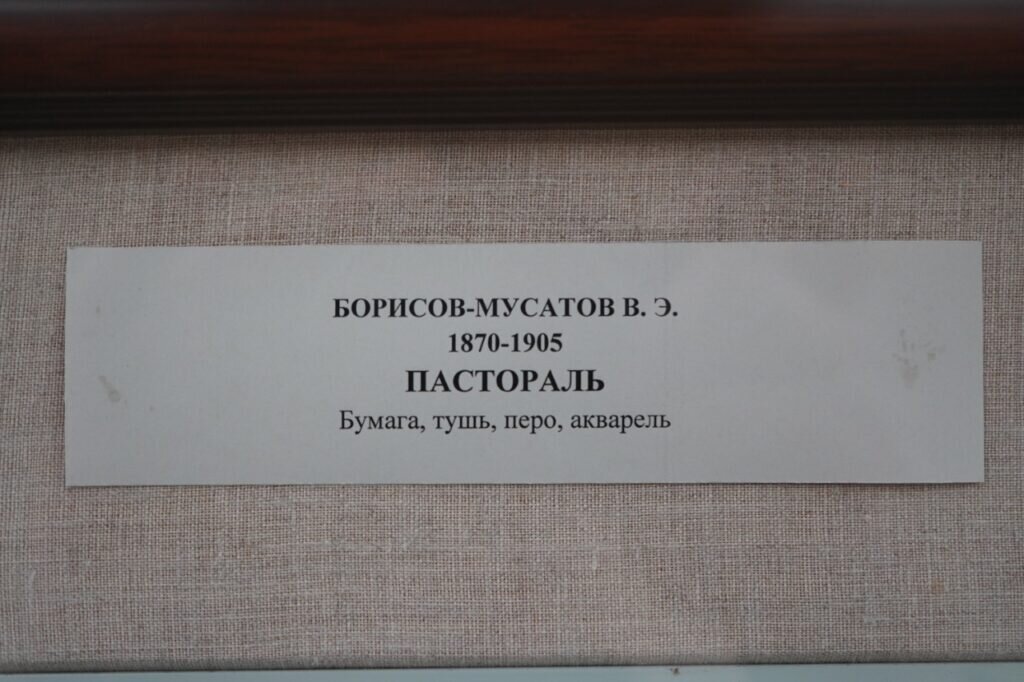 БОРИСОВ-МУСАТОВ В. Э.
1870-1905
ПАСТОРАЛЬ
Бумага, тушь, перо, акварель